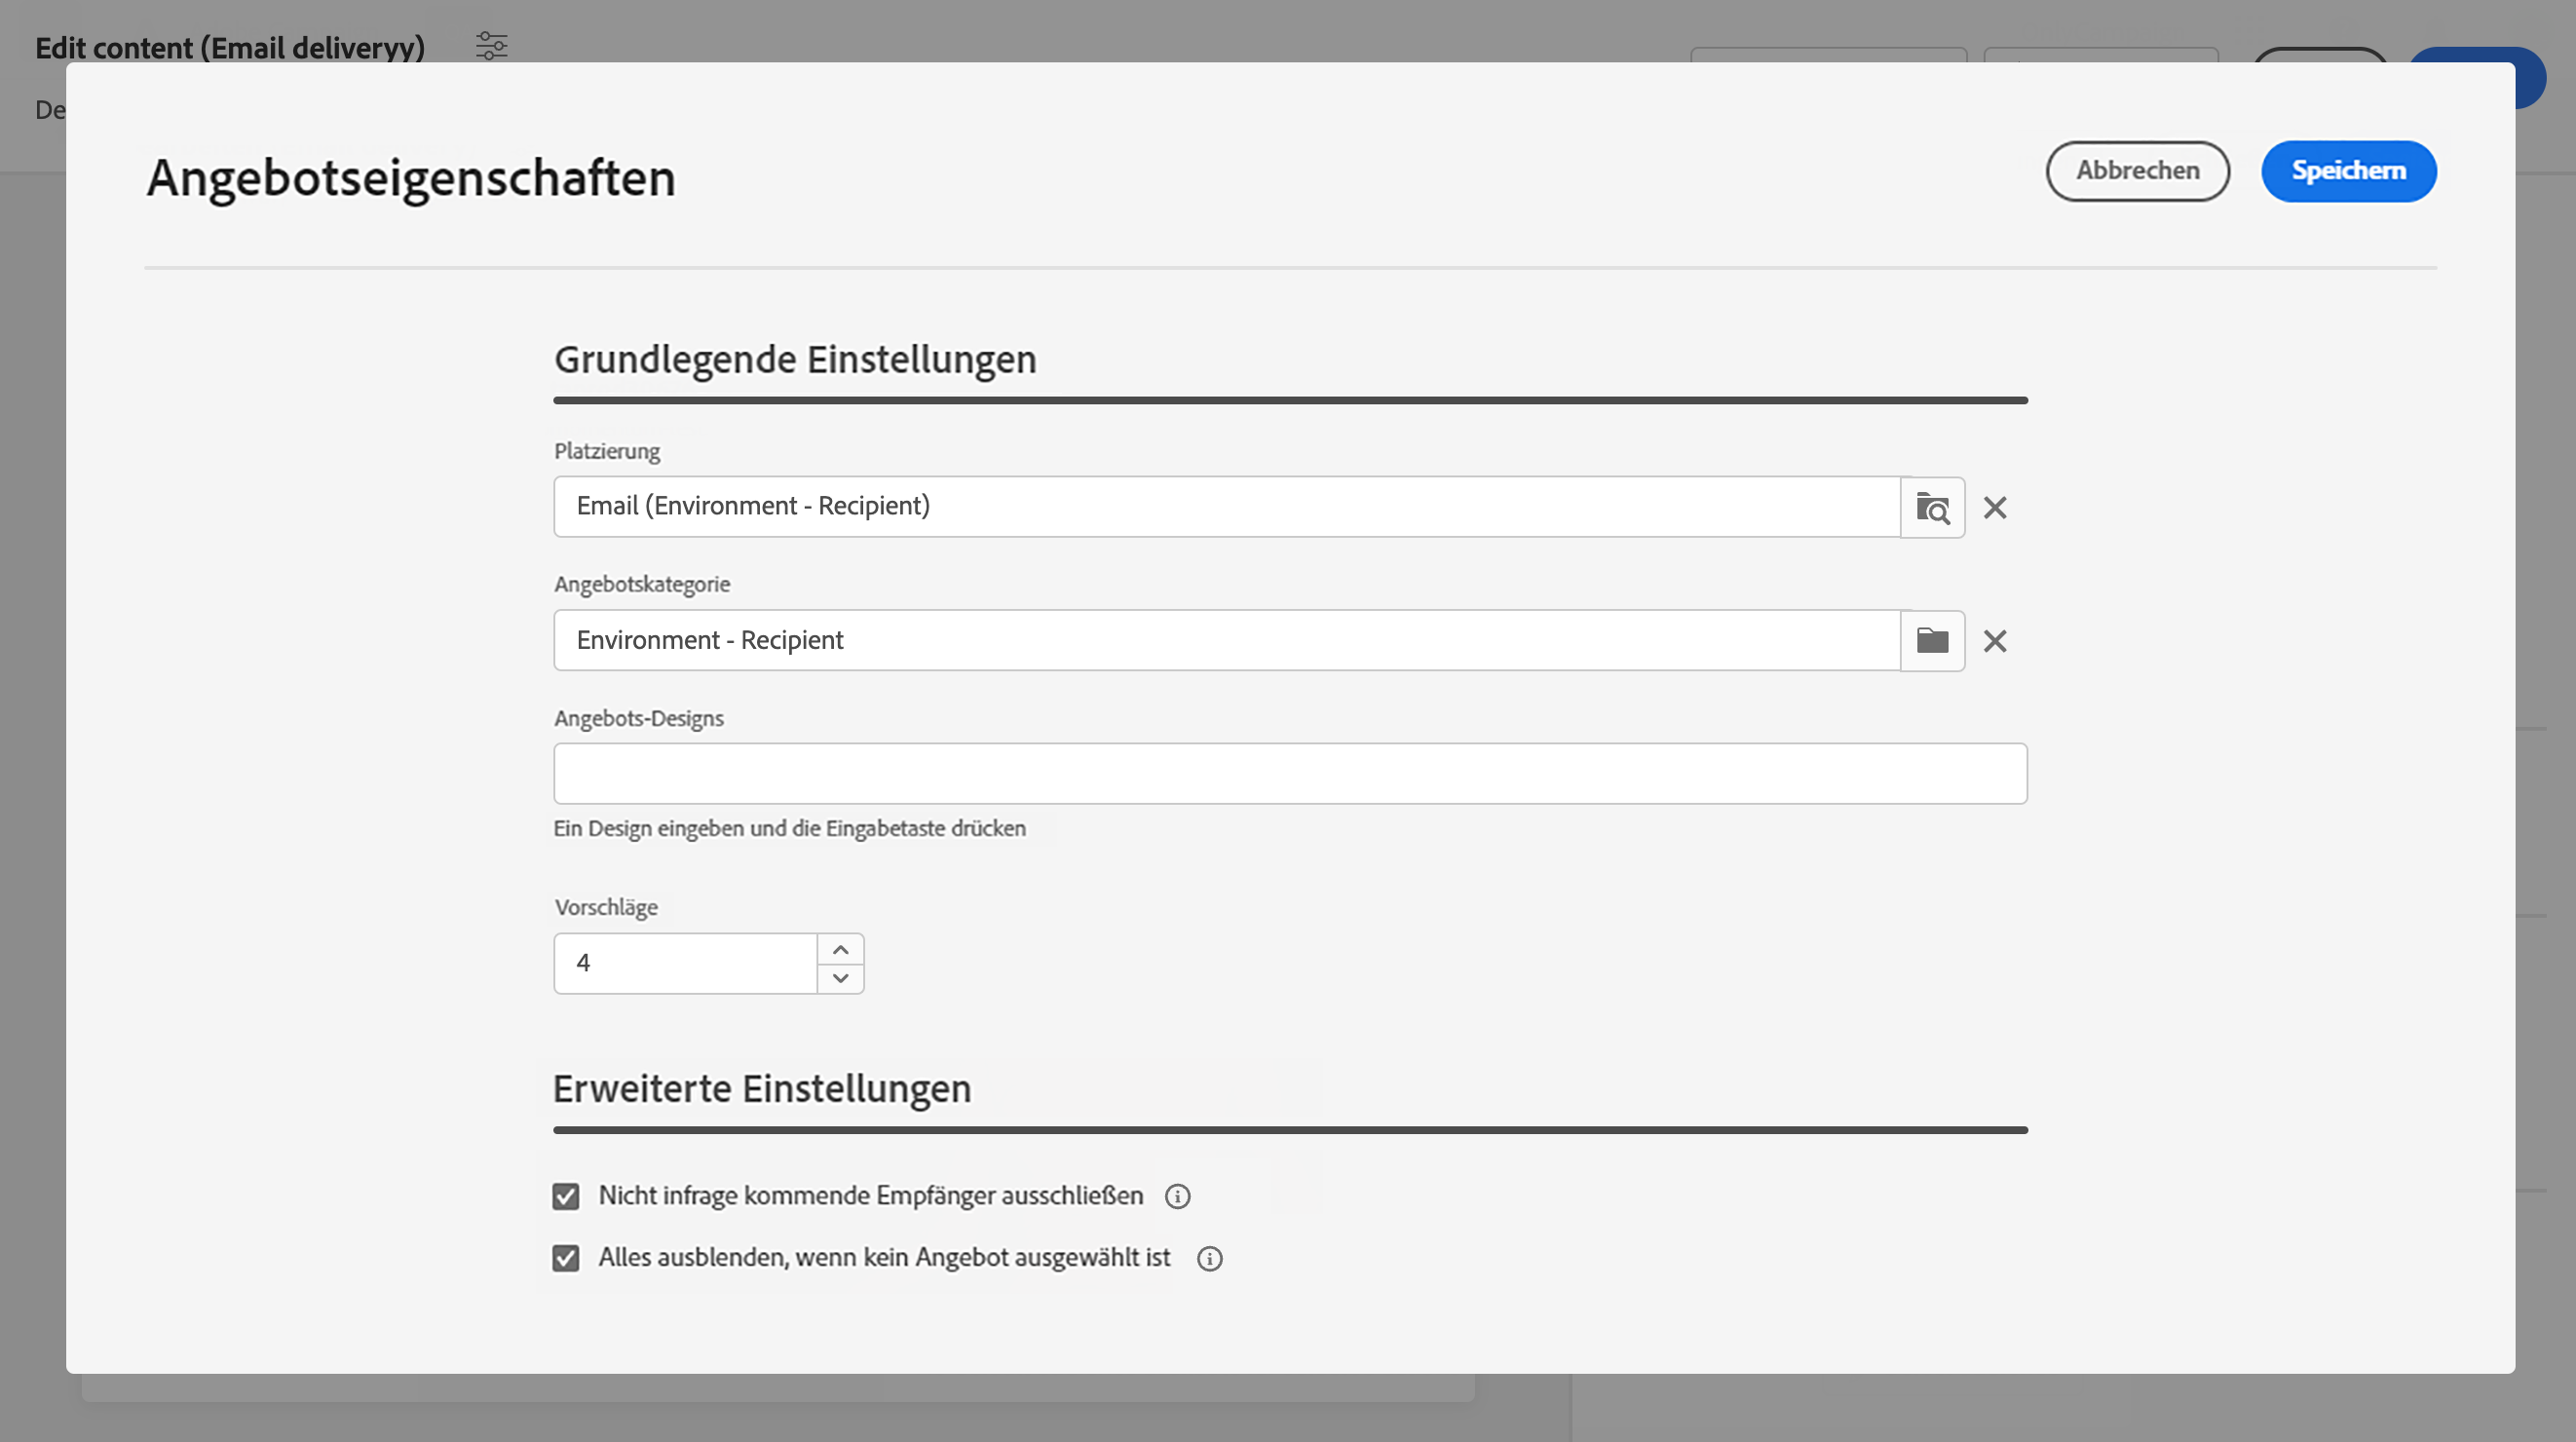 Edit content (Email deliveryy)
De
Angebotseigenschaften
Abbrechen
Speichern
Grundlegende Einstellungen
Platzierung
Email (Environment - Recipient)
Angebotskategorie
Environment - Recipient
Angebots-Designs
Ein Design eingeben und die Eingabetaste drücken
Vorschläge
4
Erweiterte Einstellungen
Nicht infrage kommende Empfänger ausschließen
Alles ausblenden, wenn kein Angebot ausgewählt ist